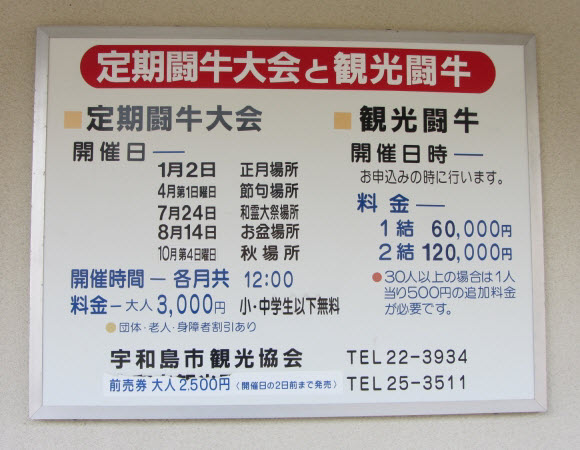 定期闘牛大会と観光闘牛
定期闘牛大会
開催日—
1月2日 正月場所
4月第1日曜日 節句場所
7月24日 和霊大祭場所
8月14日 お盆場所
10月第4日曜日 秋場所
開催時間—各月共 12:00
料金—大人3,000円 小・中学生以下無料
●団体・老人・身障者割引あり
観光闘牛
開催日時—
お申込みの時に行います。
料金—
1結 60,000円
2結 120,000円
●30人以上の場合は1人
当り500円の追加料金
が必要です。
宇和島市観光協会 TEL22-3934
前売券 大人2,500円(開催日の2日前まで発売) TEL25-3511